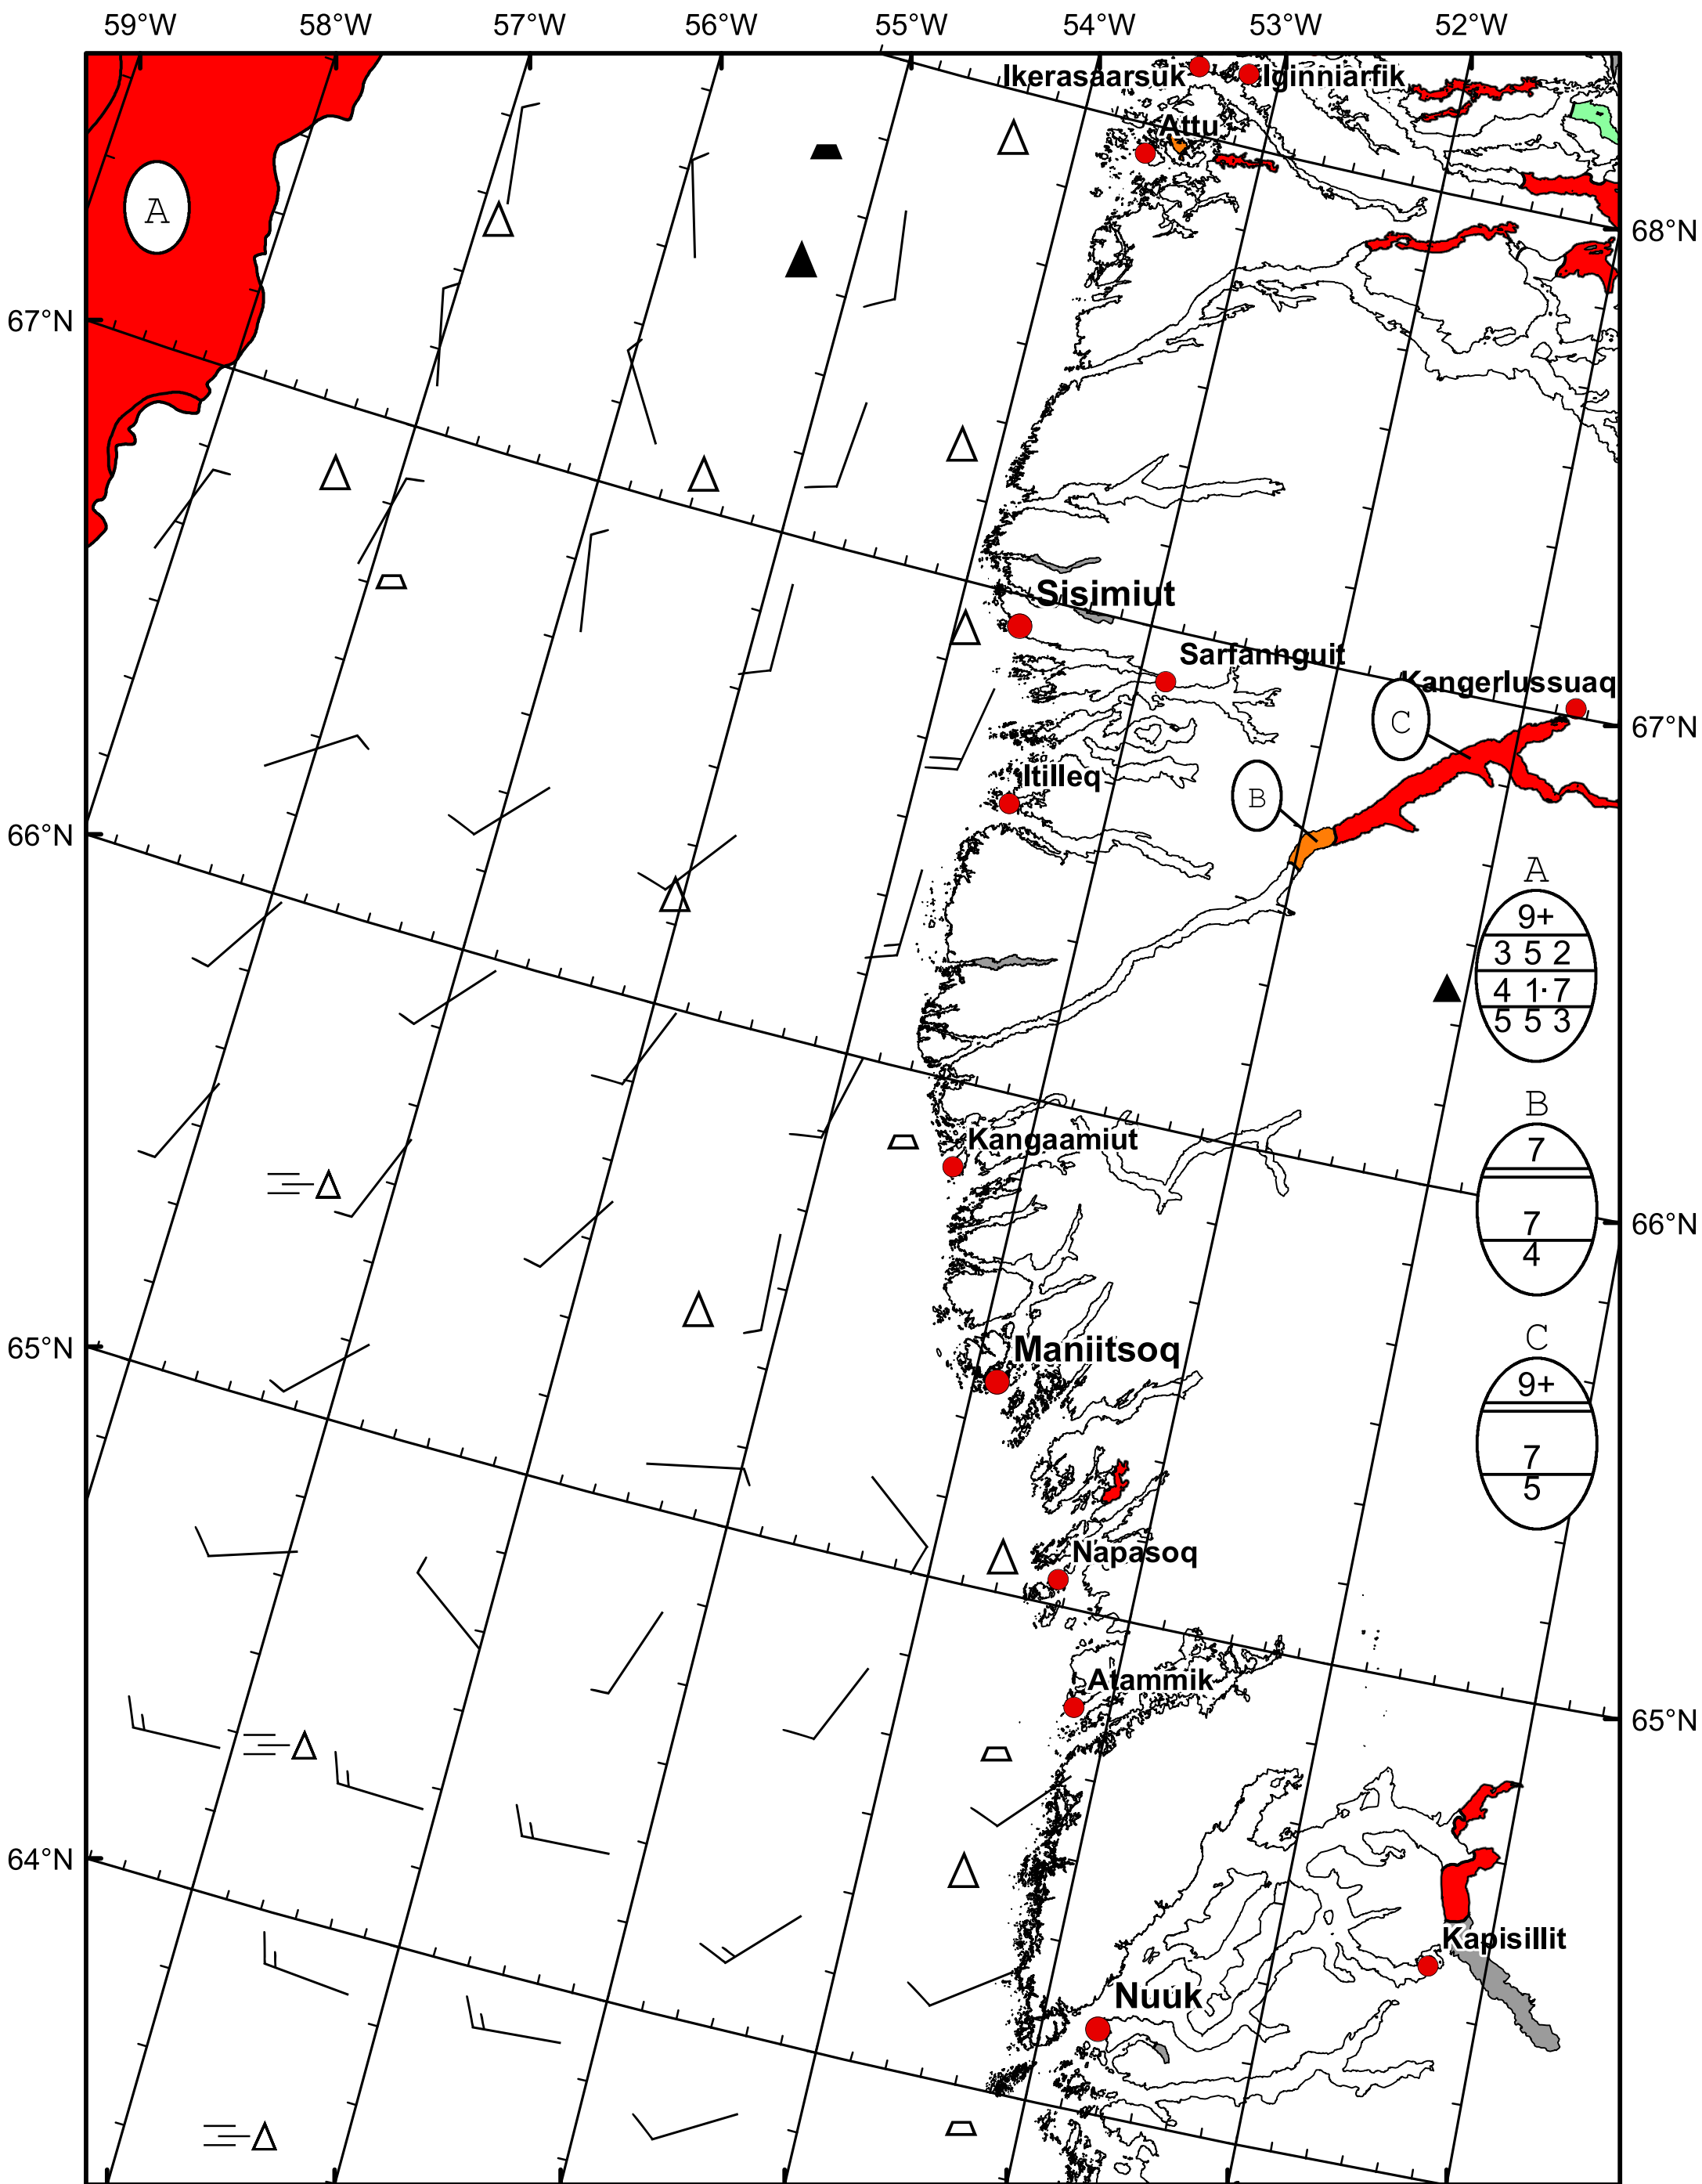 59°W 58°W 57°W 56°W 55°W 54°W 53°W 52°W
Ikerasaarsuk Iginniarfik
Attu
A
68°N
67°N
Sisimiut
Sarfannguit
Kangerlussuaq
C
67°N
Itilleq
B
66°N
A
9+
3 5 2
4 1· 7
5 5 3
B
Kangaamiut
7
7
4
66°N
65°N
Maniitsoq
C
9+
7
5
Napasoq
Atammik
65°N
64°N
Kapisillit
Nuuk